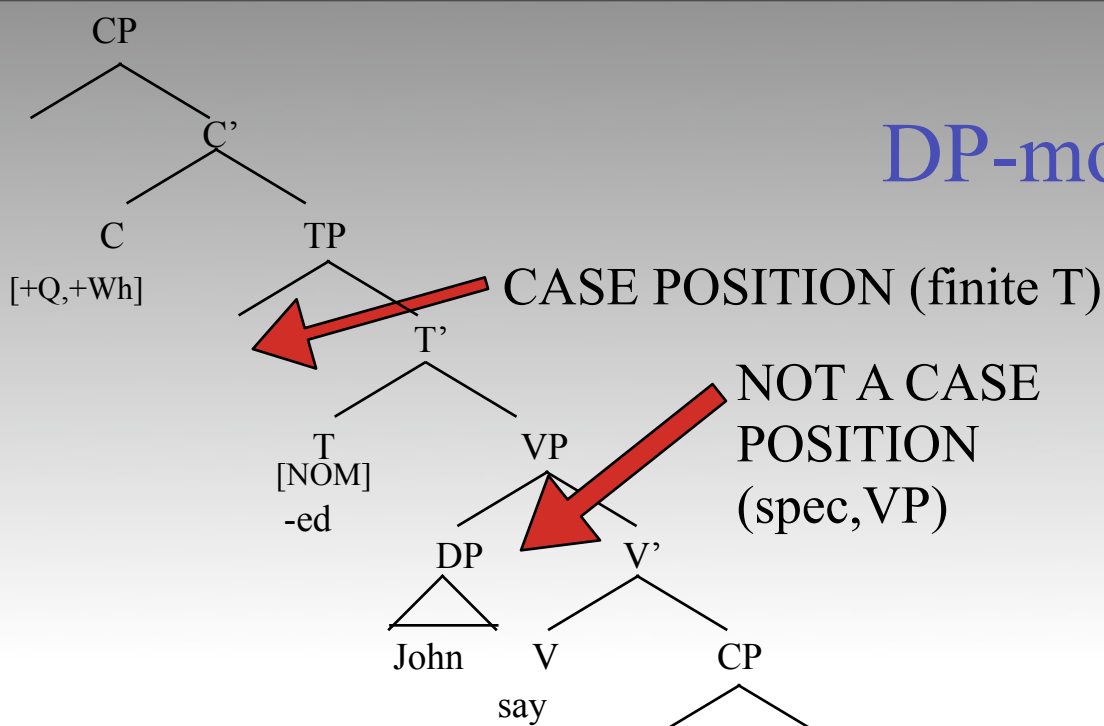 CP
C’
DP-mo
C
TP
[+Q,+Wh]
CASE POSITION (finite T)
T’
NOT A CASE
POSITION
(spec,VP)
T
VP
[NOM]
-ed
DP
V’
John
V
CP
say